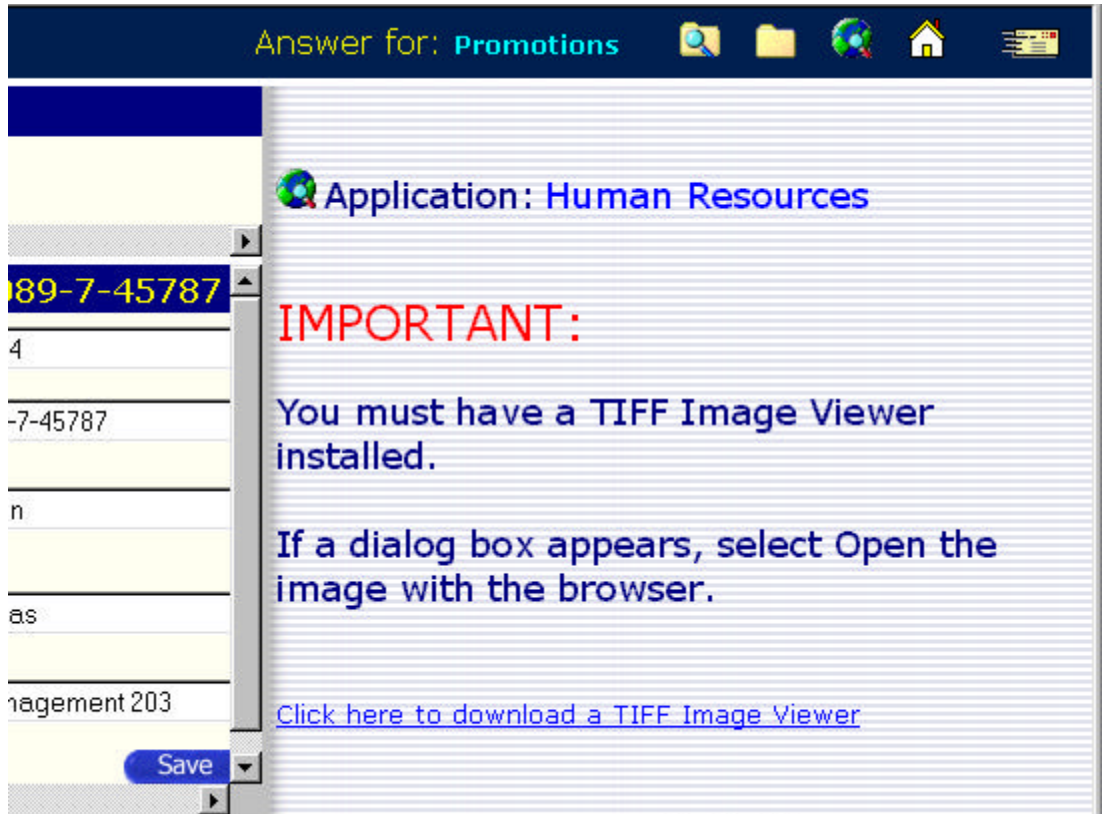 Answer for: Promotions
Application: Human Resources
89-7-45787
4
-7-45787
n
as
nagement 203
Save
IMPORTANT:
You must have a TIFF Image Viewer
installed.
If a dialog box appears, select Open the
image with the browser.
Click here to download a TIFF Image Viewer